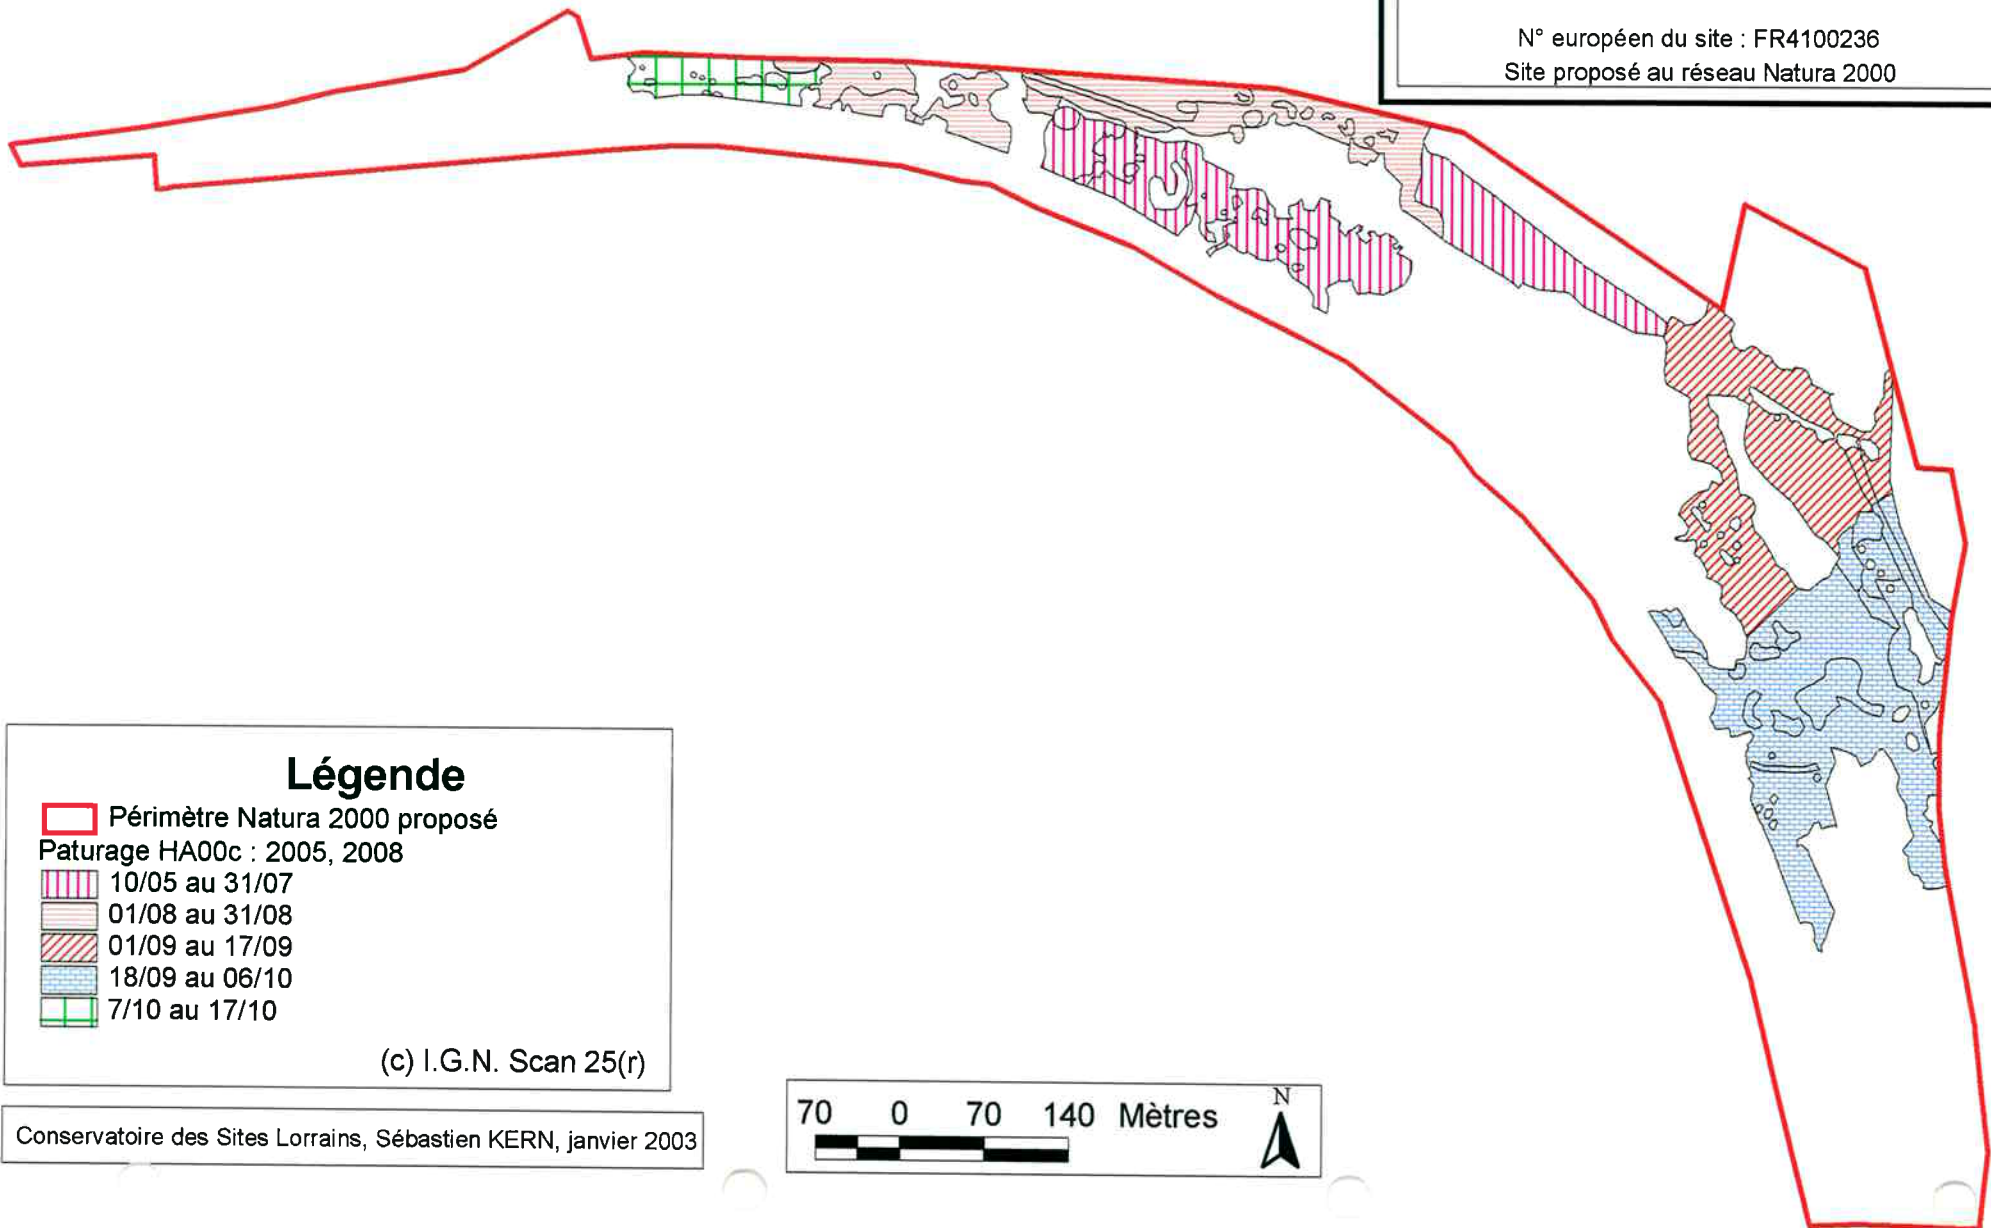 N° européen du site : FR4100236
Site proposé au réseau Natura 2000
Légende
Périmètre Natura 2000 proposé
Paturage HA00c : 2005, 2008
10/05 au 31/07
01/08 au 31/08
01/09 au 17/09
18/09 au 06/10
7/10 au 17/10
(c) I.G.N. Scan 25(r)
Conservatoire des Sites Lorrains, Sébastien KERN, janvier 2003
70 0 70 140 Mètres
N